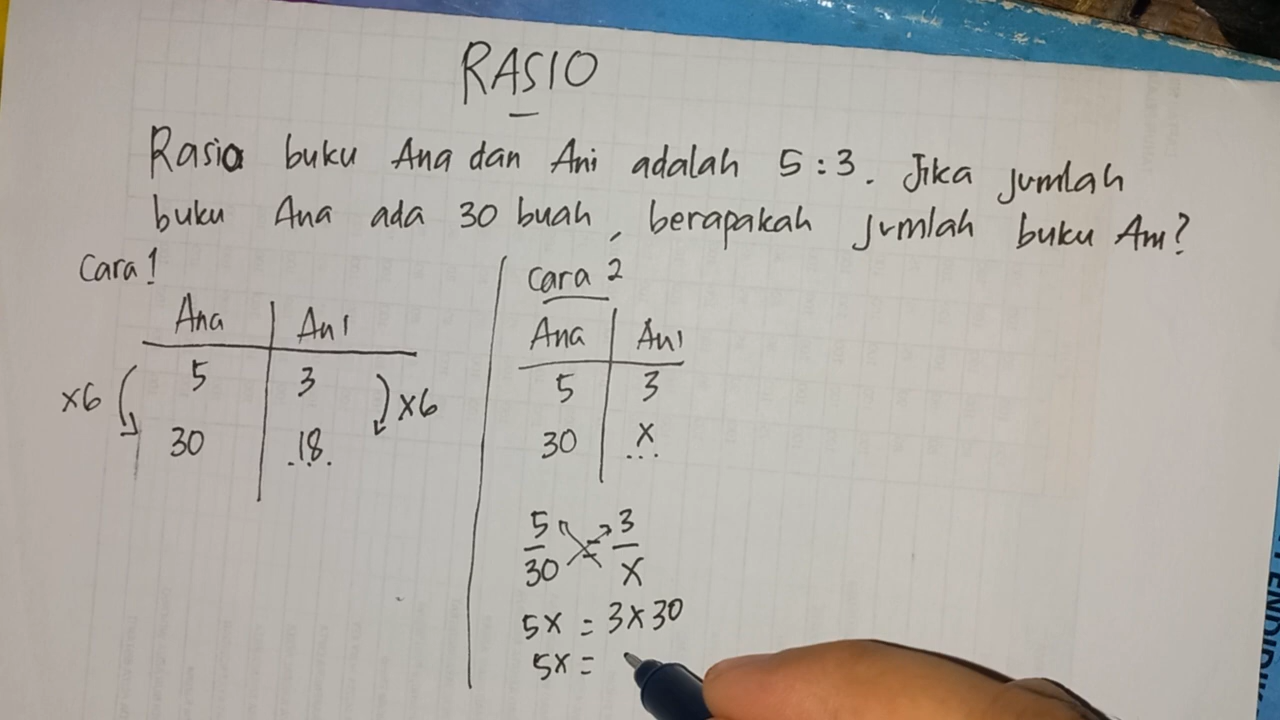 RASIO
Rasio buku Ana dan Ani adalah 5 : 3. Jika jumlah
buku Ana ada 30 buah, berapakah jumlah buku Ani?
Cara 1
Ana Ani
5 3
x6 x6
30 .18.
Cara 2
Ana Ani
5 3
30 x
...
5/30 = 3/x
5x = 3 x 30
5x =